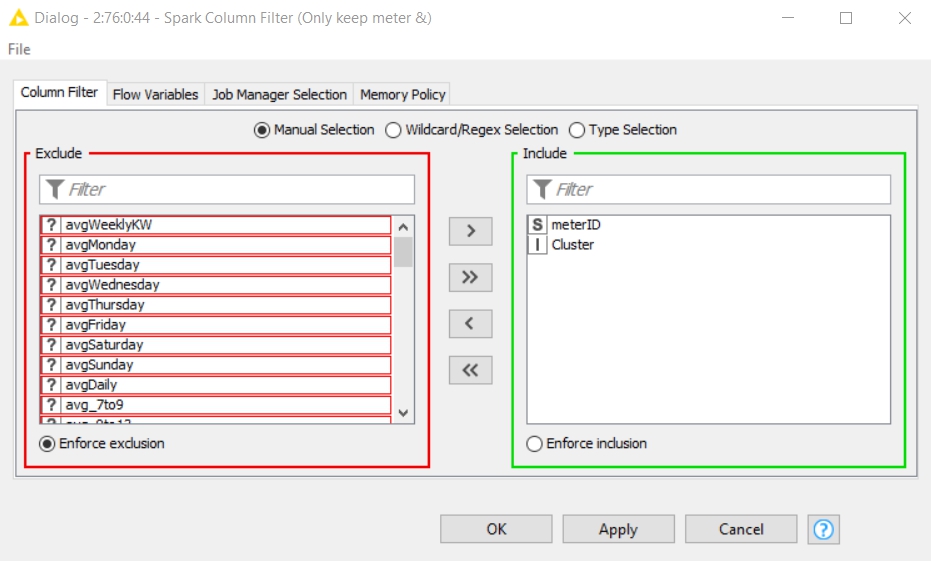 Dialog - 2:76:0:44 - Spark Column Filter (Only keep meter &)
File
Column Filter Flow Variables Job Manager Selection Memory Policy
Manual Selection Wildcard/Regex Selection Type Selection
Exclude
Filter
? avgWeeklyKW
? avgMonday
? avgTuesday
? avgWednesday
? avgThursday
? avgFriday
? avgSaturday
? avgSunday
? avgDaily
? avg_7to9
Enforce exclusion
>
>>
<
<<
Include
Filter
S meterID
I Cluster
Enforce inclusion
OK Apply Cancel ?